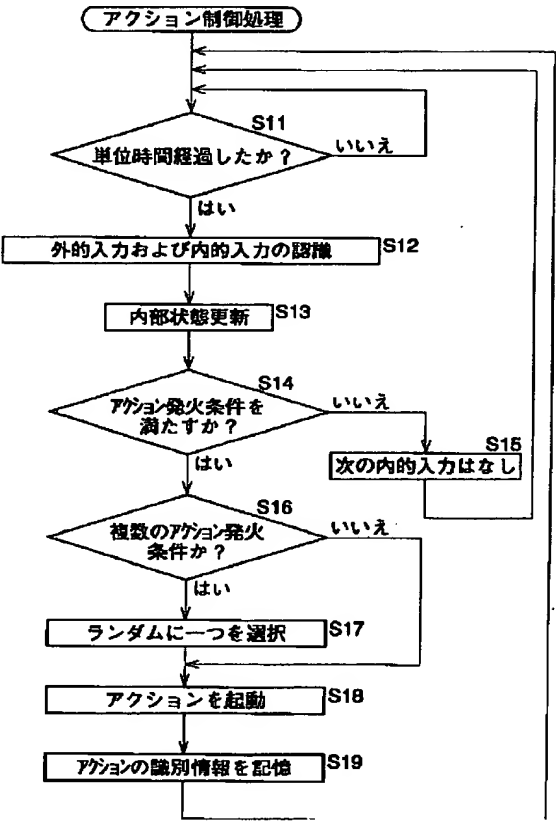 アクション制御処理
S11
単位時間経過したか？
いいえ
はい
外的入力および内的入力の認識
S12
内部状態更新
S13
S14
アクション発火条件を
満たすか？
いいえ
はい
S15
次の内的入力はなし
S16
複数のアクション発火
条件か？
いいえ
はい
ランダムに一つを選択
S17
アクションを起動
S18
アクションの識別情報を記憶
S19